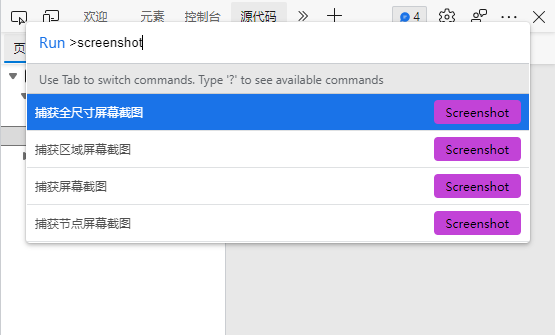 欢迎 元素 控制台 源代码 4
页
Run >screenshot
Use Tab to switch commands. Type '?' to see available commands
捕获全尺寸屏幕截图 Screenshot
捕获区域屏幕截图 Screenshot
捕获屏幕截图 Screenshot
捕获节点屏幕截图 Screenshot